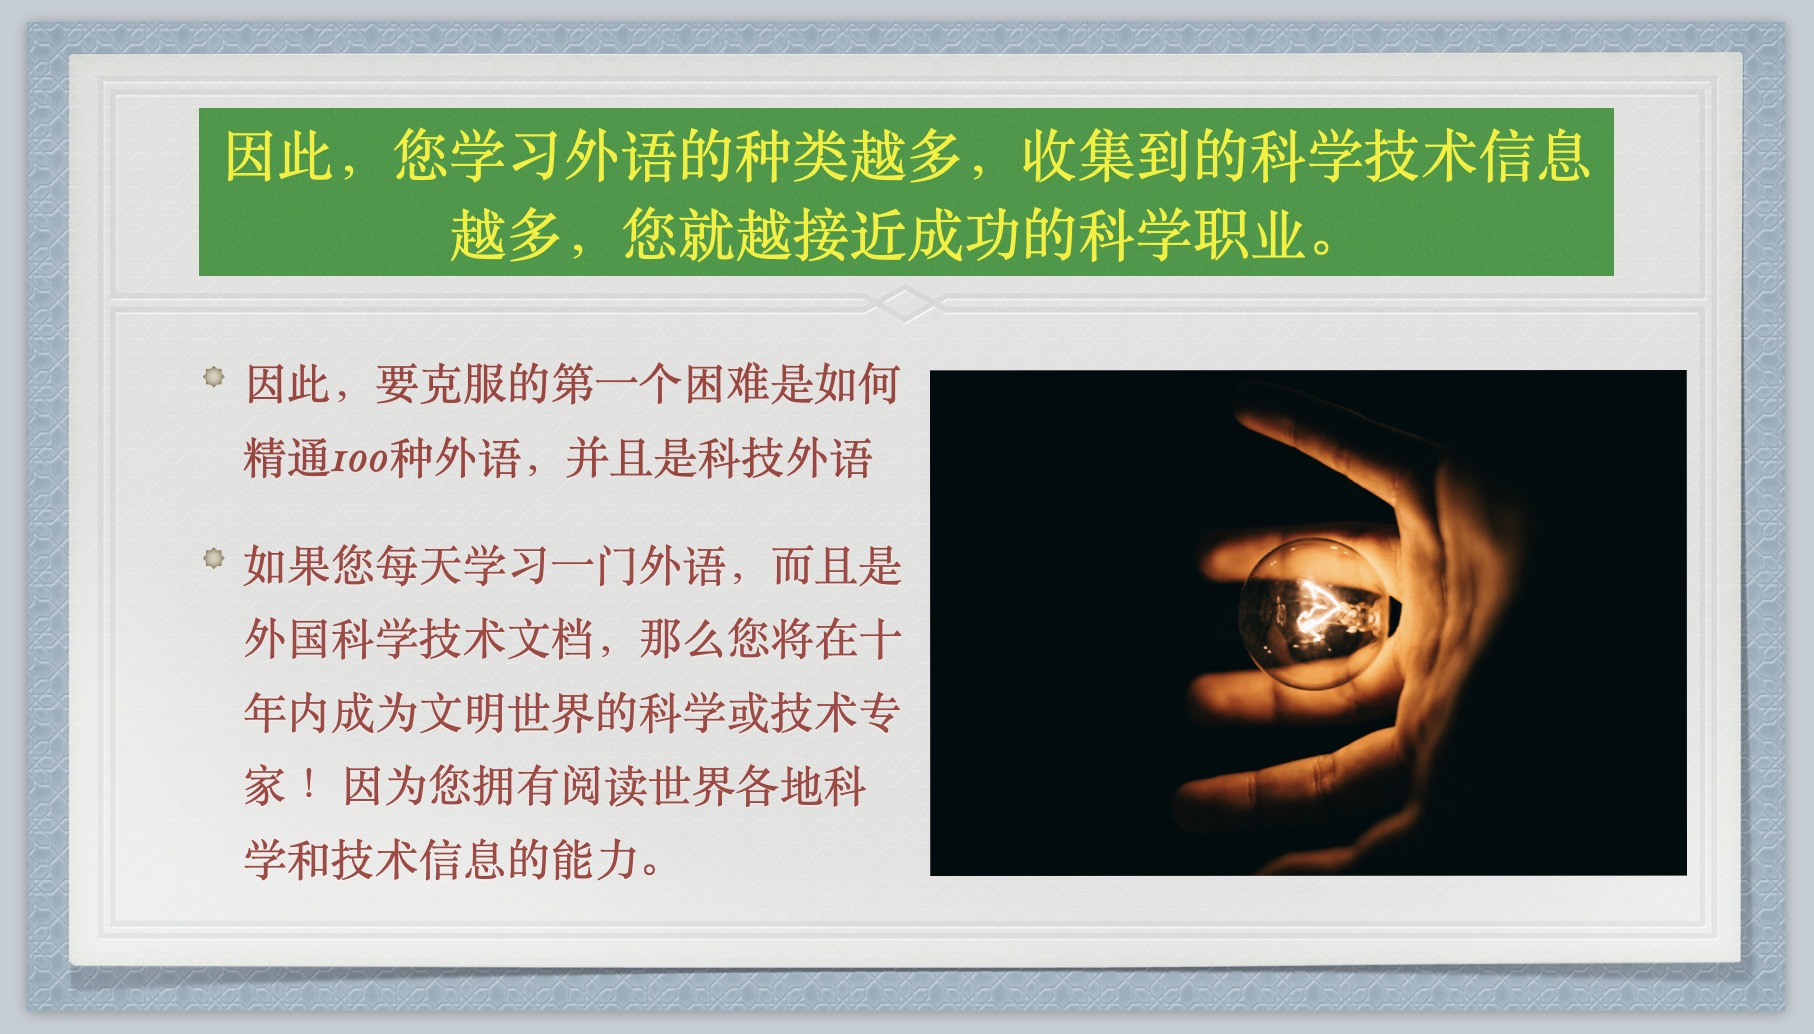 因此，您学习外语的种类越多，收集到的科学技术信息
越多，您就越接近成功的科学职业。
因此，要克服的第一个困难是如何
精通100种外语，并且是科技外语
如果您每天学习一门外语，而且是
外国科学技术文档，那么您将在十
年内成为文明世界的科学或技术专
家！ 因为您拥有阅读世界各地科
学和技术信息的能力。